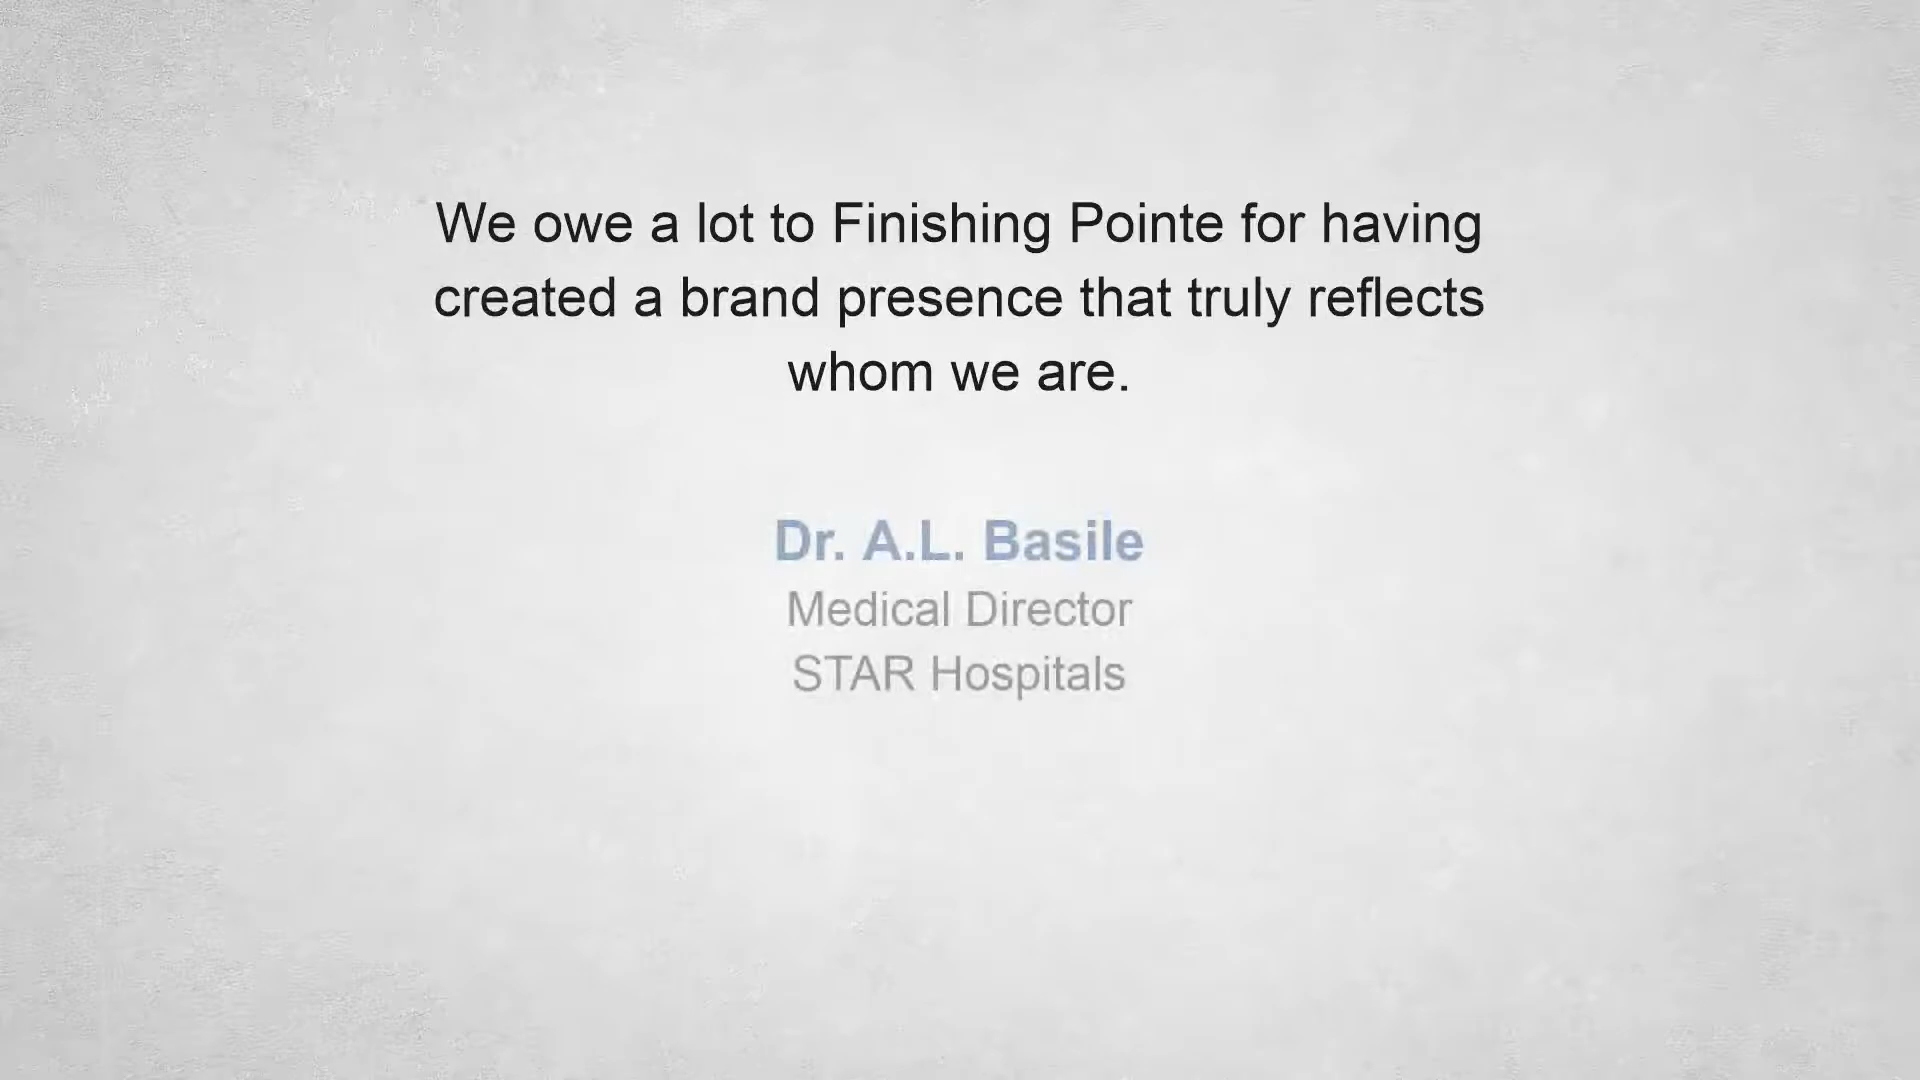 We owe a lot to Finishing Pointe for having
created a brand presence that truly reflects
whom we are.
Dr. A.L. Basile
Medical Director
STAR Hospitals